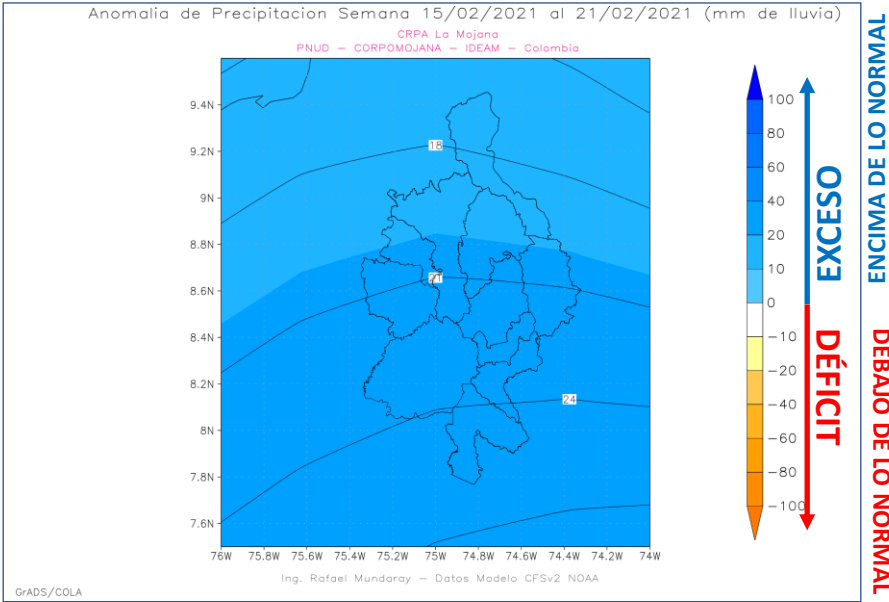 Anomalia de Precipitacion Semana 15/02/2021 al 21/02/2021 (mm de lluvia)
CRPA La Mojana
PNUD – CORPOMOJANA – IDEAM – Colombia
9.4N
9.2N
9N
8.8N
8.6N
8.4N
8.2N
8N
7.8N
7.6N
18
21
24
76W 75.8W 75.6W 75.4W 75.2W 75W 74.8W 74.6W 74.4W 74.2W 74W
100
80
60
40
20
10
0
−10
−20
−40
−60
−80
−100
EXCESO
DÉFICIT
ENCIMA DE LO NORMAL
DEBAJO DE LO NORMAL
Ing. Rafael Mundaray – Datos Modelo CFSv2 NOAA
GrADS/COLA